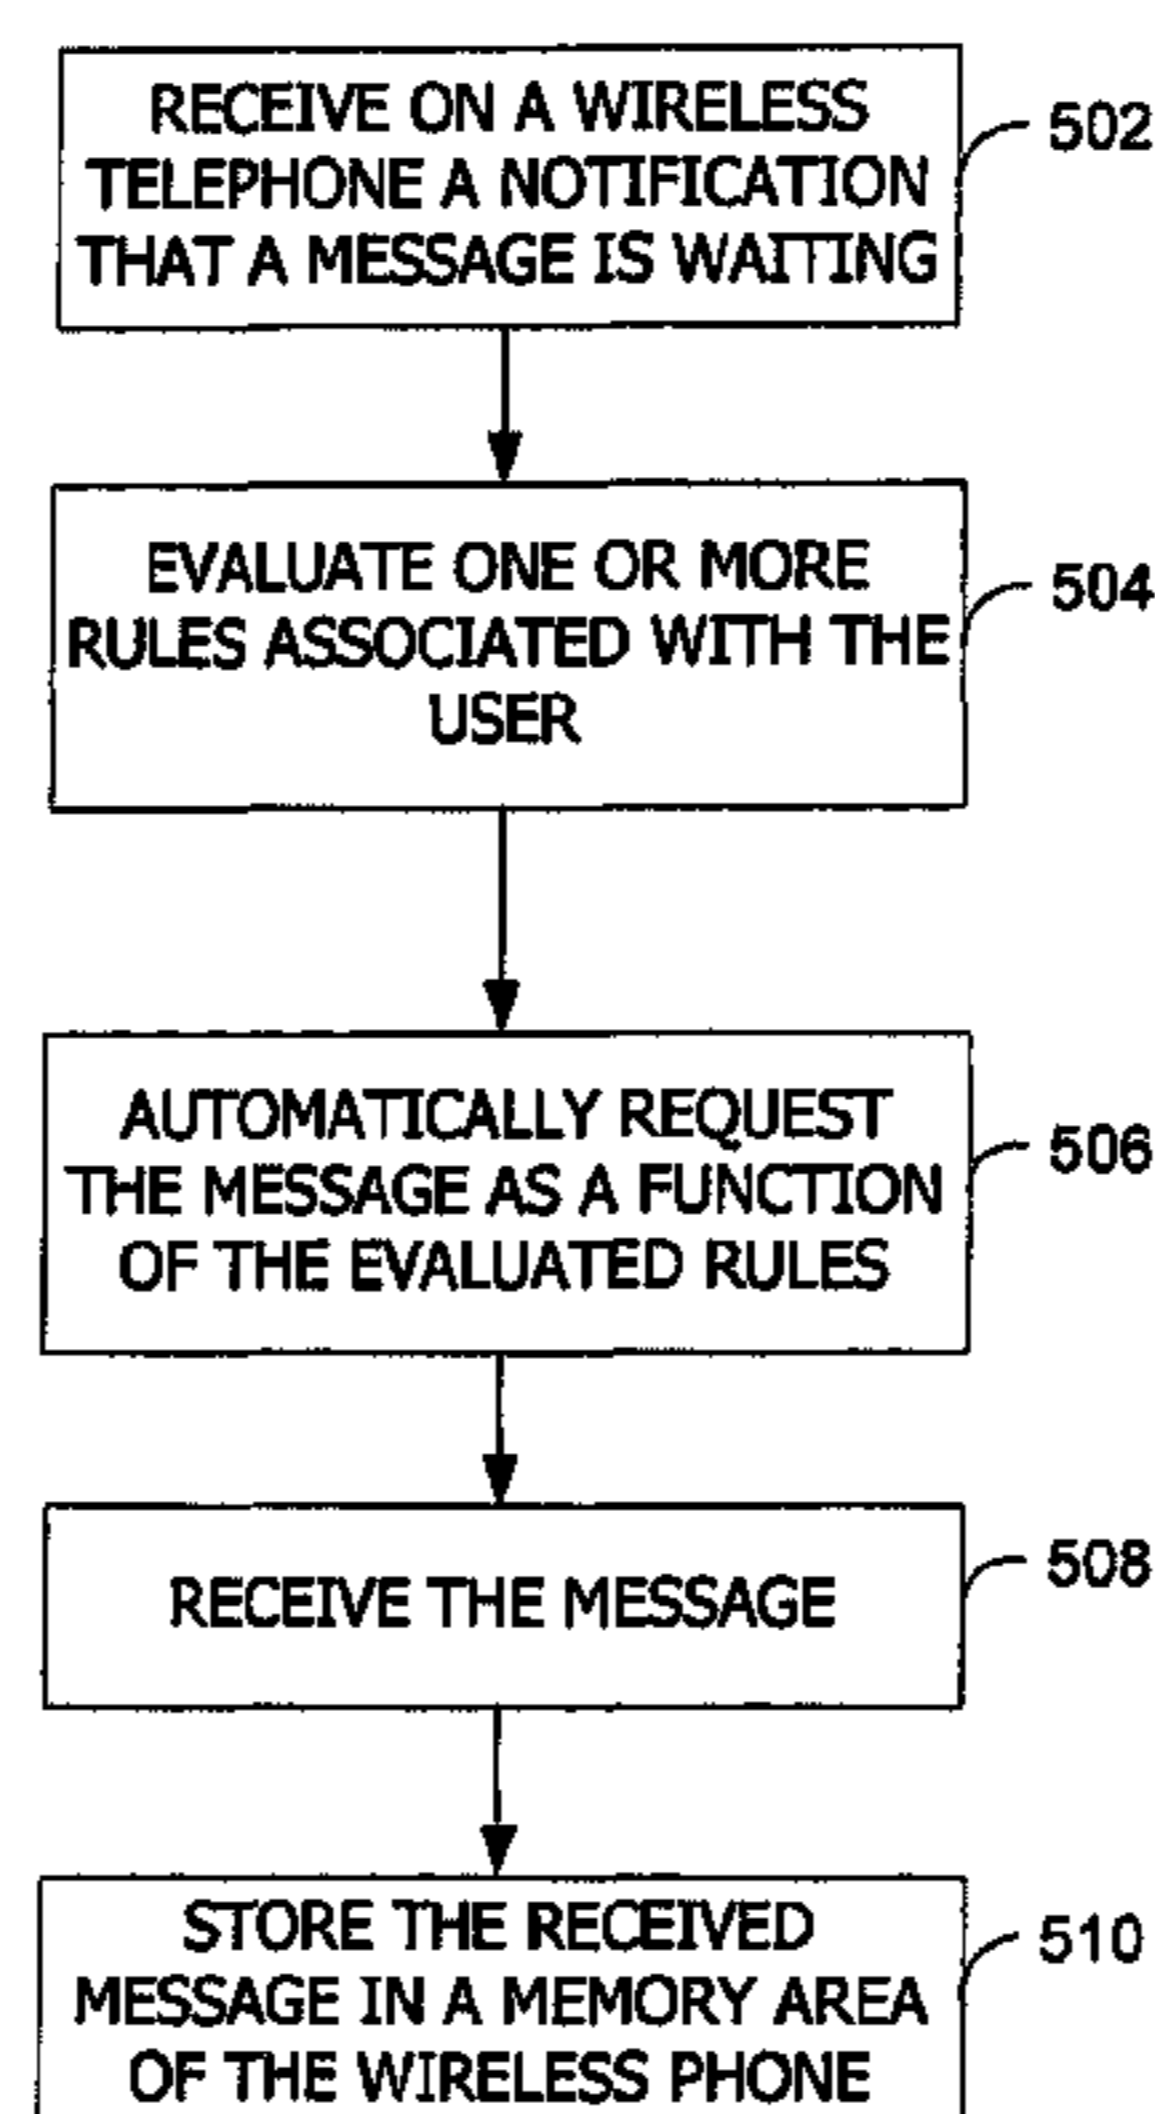 RECEIVE ON A WIRELESS
TELEPHONE A NOTIFICATION
THAT A MESSAGE IS WAITING
502
EVALUATE ONE OR MORE
RULES ASSOCIATED WITH THE
USER
504
AUTOMATICALLY REQUEST
THE MESSAGE AS A FUNCTION
OF THE EVALUATED RULES
506
RECEIVE THE MESSAGE
508
STORE THE RECEIVED
MESSAGE IN A MEMORY AREA
OF THE WIRELESS PHONE
510